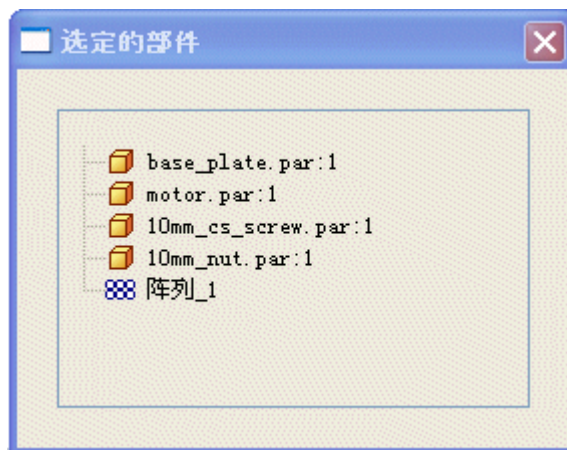 选定的部件
base_plate.par:1
motor.par:1
10mm_cs_screw.par:1
10mm_nut.par:1
阵列_1